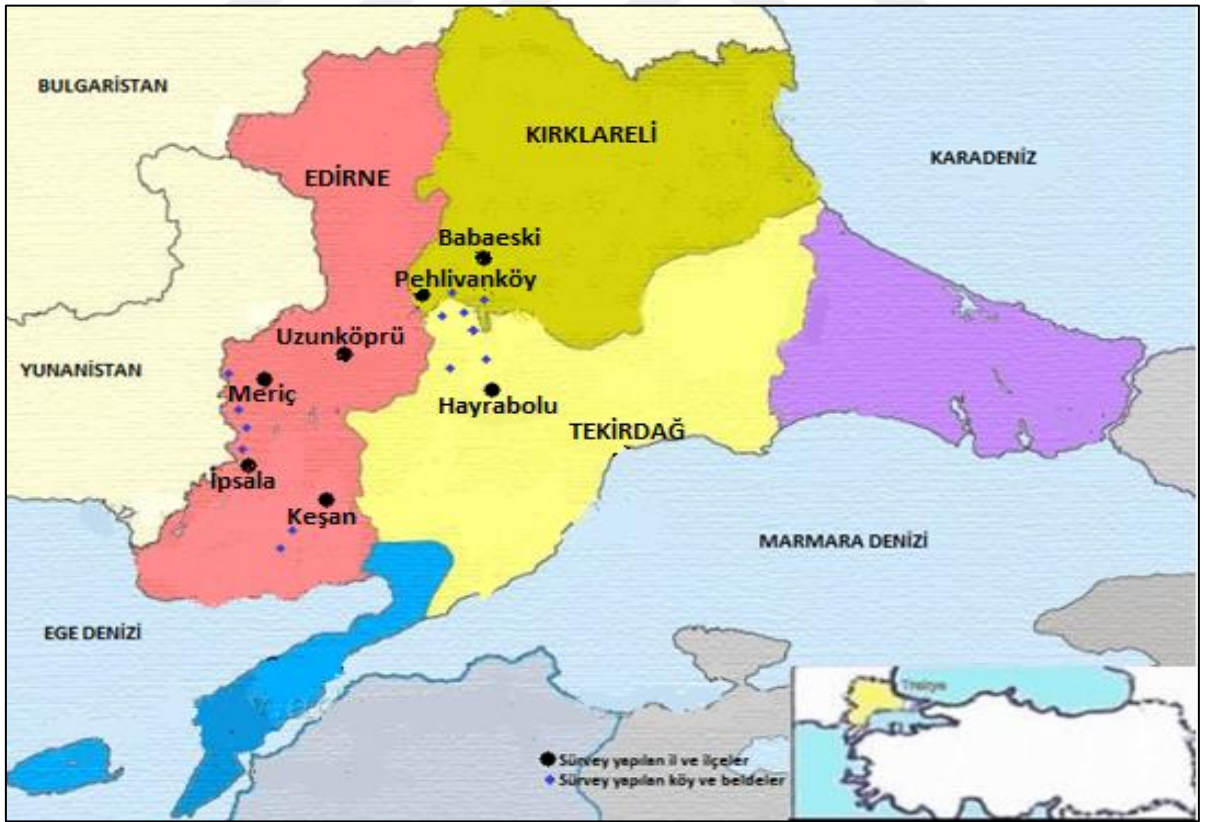 BULGARİSTAN
KIRKLARELİ
KARADENİZ
EDİRNE
Babaeski
Pehlivanköy
Uzunköprü
YUNANİSTAN
Meriç
Hayrabolu
TEKİRDAĞ
İpsala
Keşan
MARMARA DENİZİ
EGE DENİZİ
Trakya
Sürvey yapılan il ve ilçeler
Sürvey yapılan köy ve beldeler